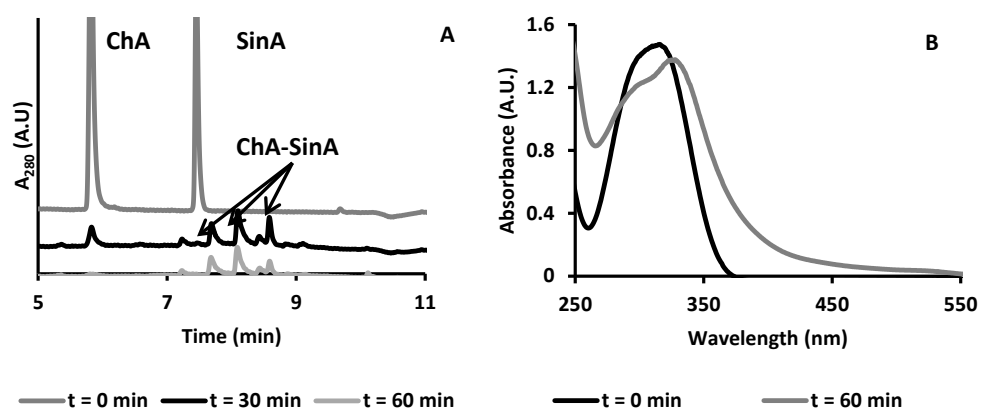 ChA
SinA
A
ChA-SinA
A280 (A.U)
5
7
9
11
Time (min)
t = 0 min
t = 30 min
t = 60 min
B
1.6
1.2
0.8
0.4
0
Absorbance (A.U.)
250
350
450
550
Wavelength (nm)
t = 0 min
t = 60 min